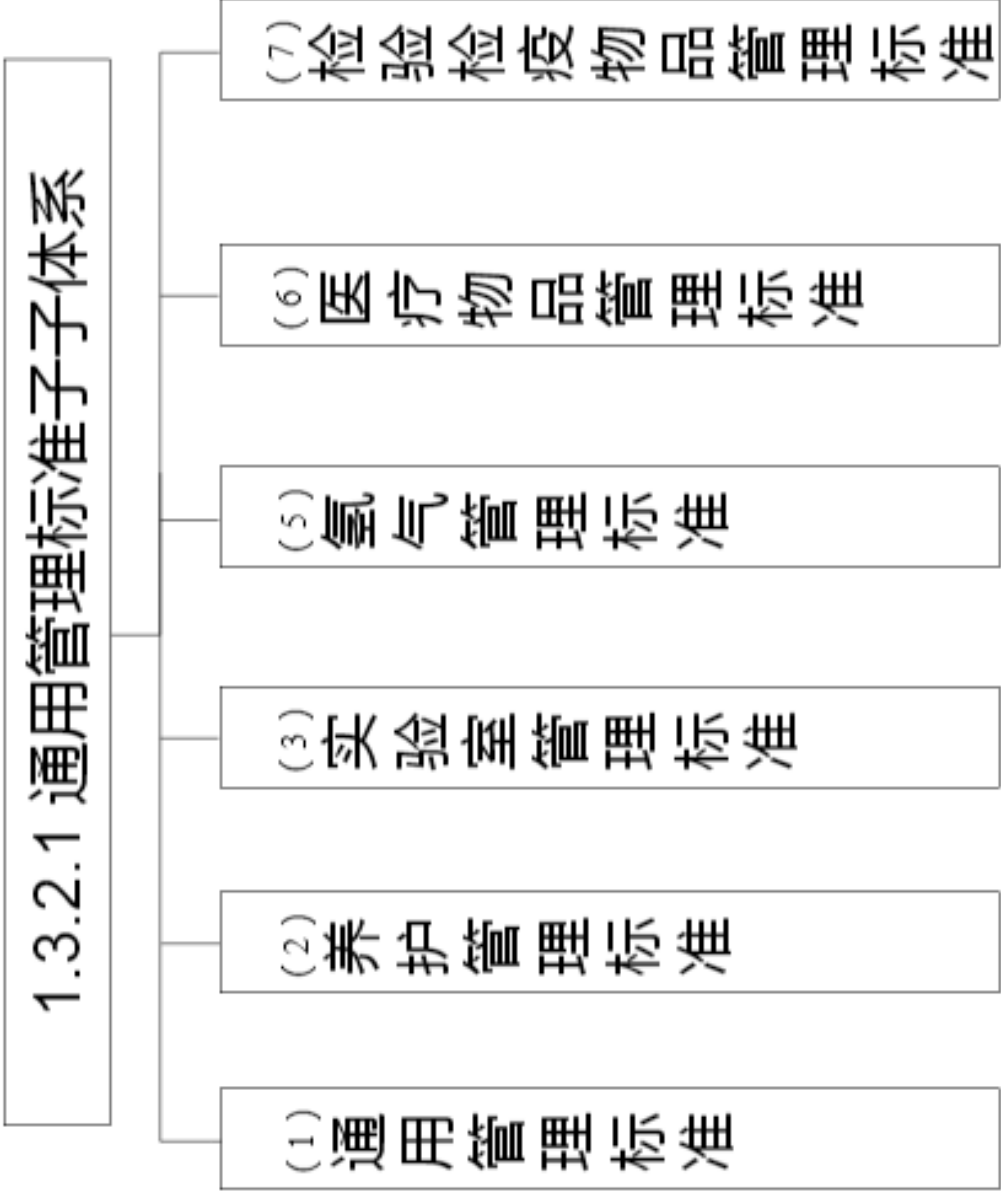 1.3.2.1 通用管理标准子子体系
(1)通用管理标准
(2)养护管理标准
(3)实验室管理标准
(5)氢气管理标准
(6)医疗物品管理标准
(7)检验检疫物品管理标准